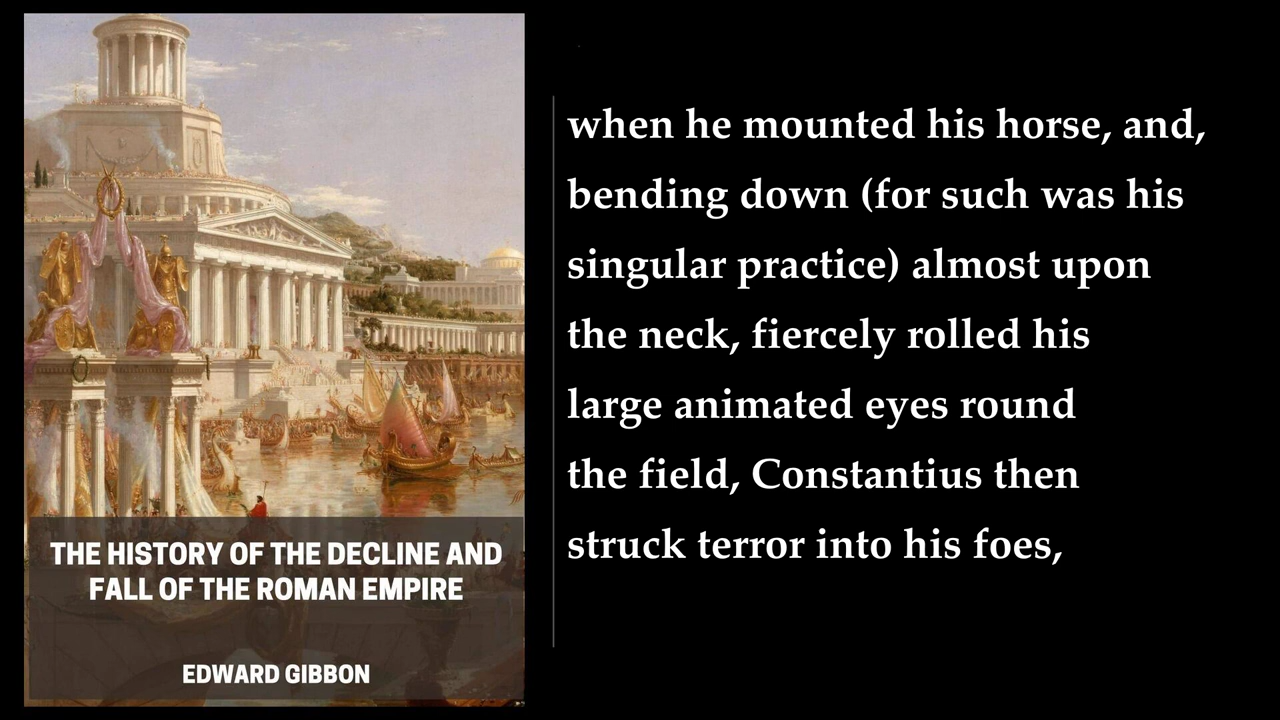 THE HISTORY OF THE DECLINE AND
FALL OF THE ROMAN EMPIRE
EDWARD GIBBON
when he mounted his horse, and,
bending down (for such was his
singular practice) almost upon
the neck, fiercely rolled his
large animated eyes round
the field, Constantius then
struck terror into his foes,